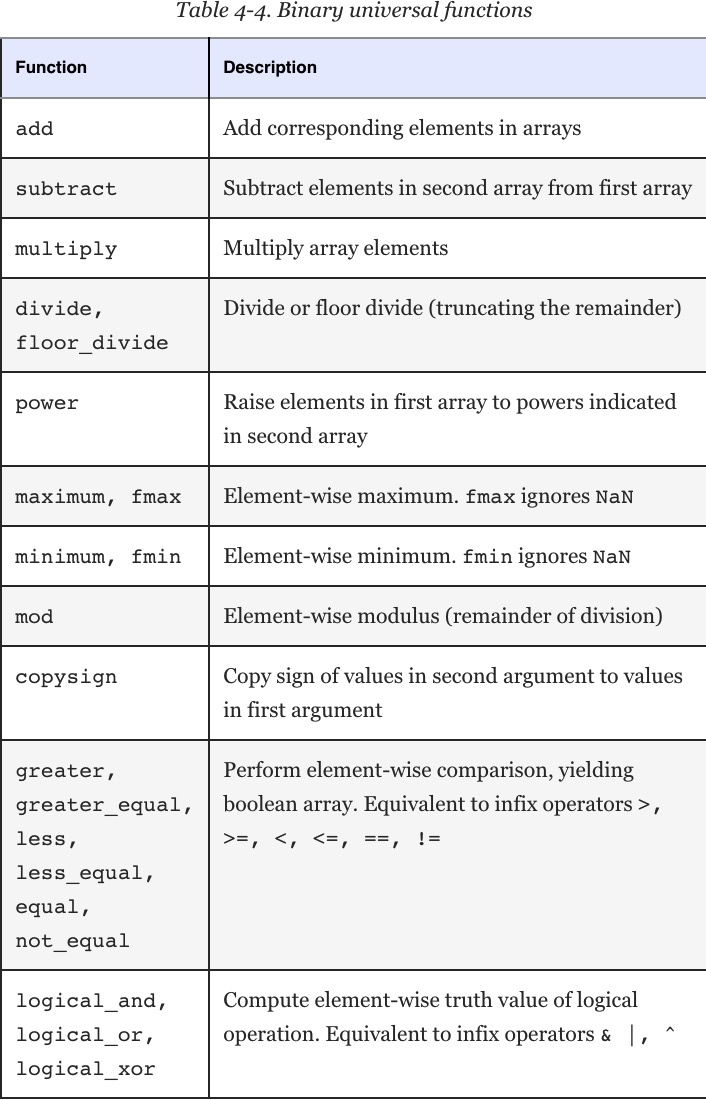 Table 4-4. Binary universal functions
Function Description
add Add corresponding elements in arrays
subtract Subtract elements in second array from first array
multiply Multiply array elements
divide, Divide or floor divide (truncating the remainder)
floor_divide
power Raise elements in first array to powers indicated
in second array
maximum, fmax Element-wise maximum. fmax ignores NaN
minimum, fmin Element-wise minimum. fmin ignores NaN
mod Element-wise modulus (remainder of division)
copysign Copy sign of values in second argument to values
in first argument
greater, Perform element-wise comparison, yielding
greater_equal, boolean array. Equivalent to infix operators >,
less, >=, <, <=, ==, !=
less_equal,
equal,
not_equal
logical_and, Compute element-wise truth value of logical
logical_or, operation. Equivalent to infix operators & |, ^
logical_xor